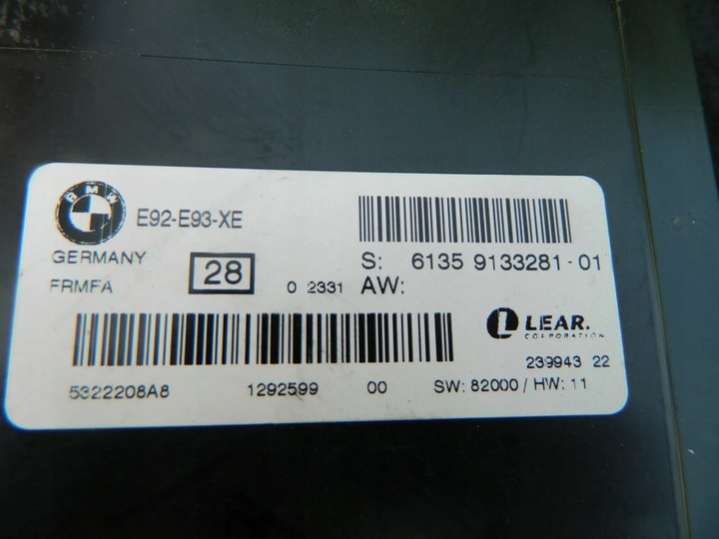 BMW
E92-E93-XE
GERMANY
FRMFA
28
0 2331
S: 6135 9133281-01
AW:
LEAR.
CORPORATION
239943 22
5322208A8 1292599 00 SW: 82000 / HW: 11